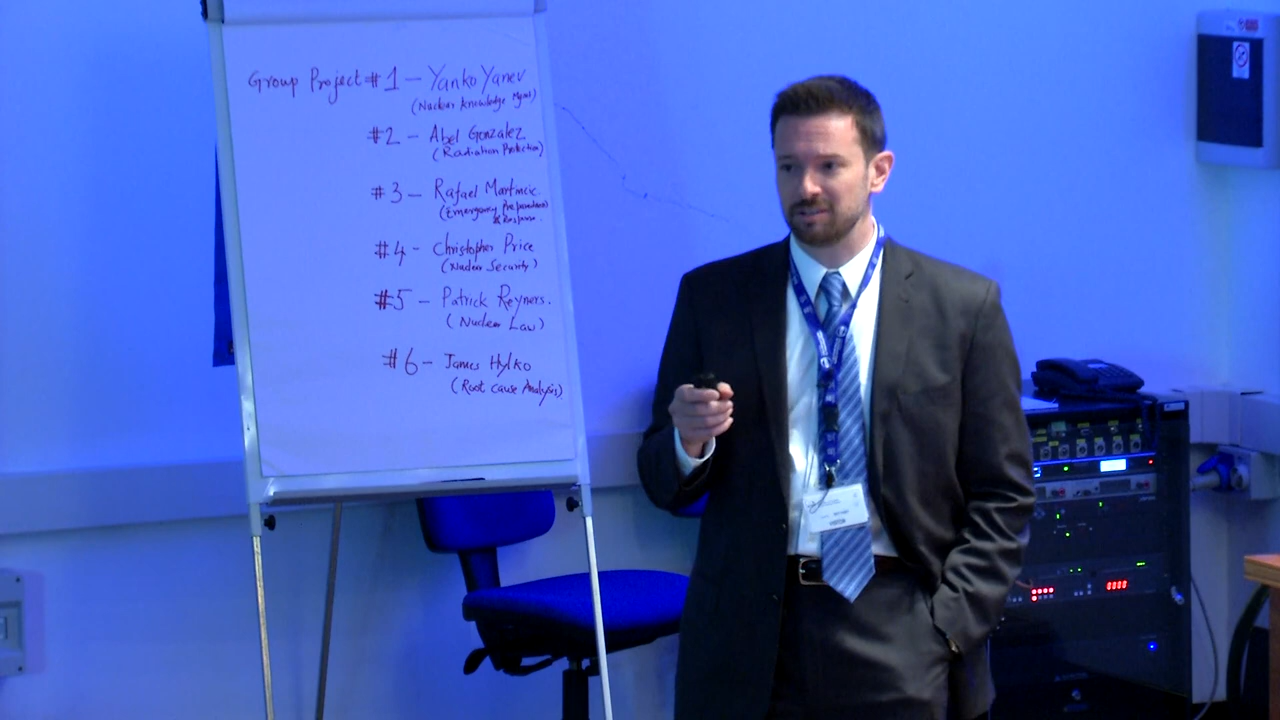 Group Project #1 - Yanko Yanev
(Nuclear Knowledge Mgmt)
#2 - Abel Gonzalez
(Radiation Protection)
#3 - Rafael Martincic
(Emergency Preparedness
& Response.
#4 - Christopher Price
(Nuclear Security)
#5 - Patrick Reyners.
(Nuclear Law)
#6 - James Hylko
(Root cause Analysis)
VISITOR